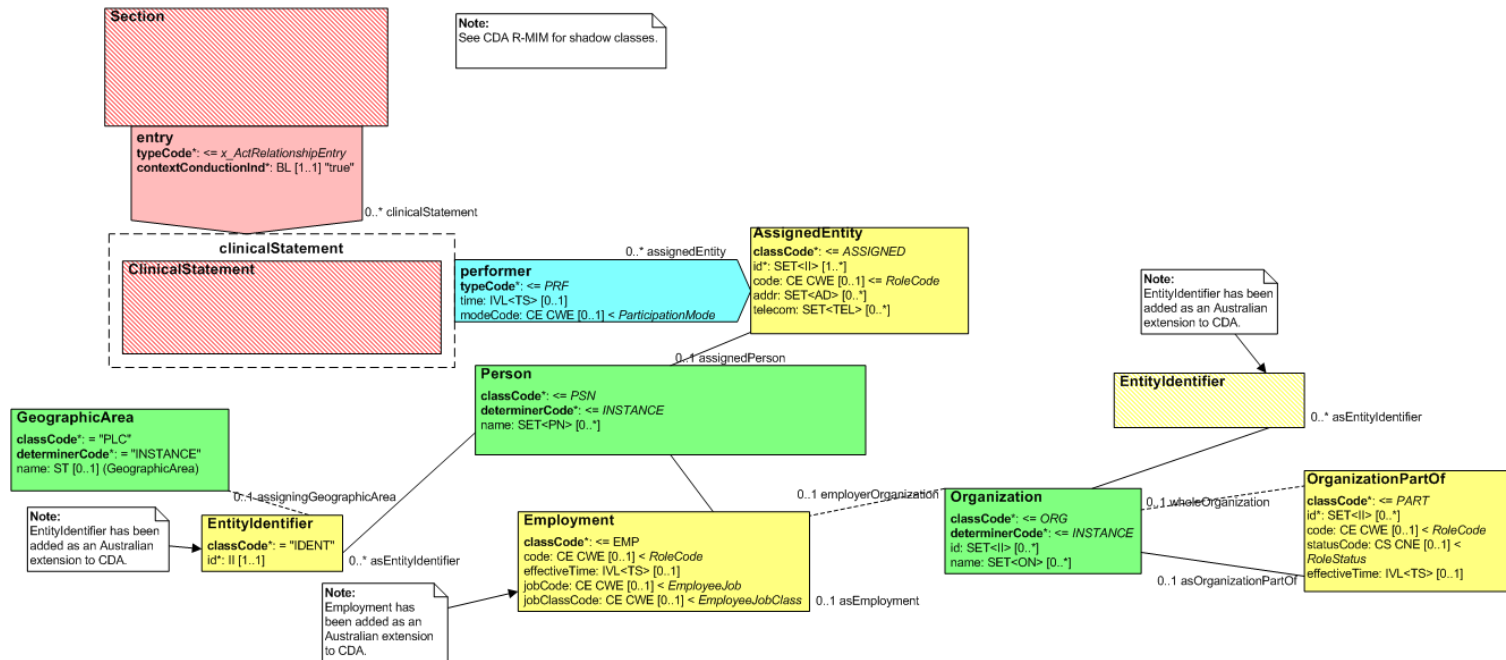 Section
Note:
See CDA R-MIM for shadow classes.
entry
typeCode*: <= x_ActRelationshipEntry
contextConductionInd*: BL [1..1] "true"
0..* clinicalStatement
clinicalStatement
ClinicalStatement
performer
typeCode*: <= PRF
time: IVL<TS> [0..1]
modeCode: CE CWE [0..1] < ParticipationMode
0..* assignedEntity
AssignedEntity
classCode*: <= ASSIGNED
id*: SET<II> [1..*]
code: CE CWE [0..1] <= RoleCode
addr: SET<AD> [0..*]
telecom: SET<TEL> [0..*]
0..1 assignedPerson
Person
classCode*: <= PSN
determinerCode*: <= INSTANCE
name: SET<PN> [0..*]
Note:
EntityIdentifier has been
added as an Australian
extension to CDA.
EntityIdentifier
0..* asEntityIdentifier
GeographicArea
classCode*: = "PLC"
determinerCode*: = "INSTANCE"
name: ST [0..1] (GeographicArea)
0..1 assigningGeographicArea
Note:
EntityIdentifier has been
added as an Australian
extension to CDA.
EntityIdentifier
classCode*: = "IDENT"
id*: II [1..1]
0..* asEntityIdentifier
Note:
Employment has
been added as an
Australian extension
to CDA.
Employment
classCode*: <= EMP
code: CE CWE [0..1] < RoleCode
effectiveTime: IVL<TS> [0..1]
jobCode: CE CWE [0..1] < EmployeeJob
jobClassCode: CE CWE [0..1] < EmployeeJobClass
0..1 asEmployment
0..1 employerOrganization
Organization
classCode*: <= ORG
determinerCode*: <= INSTANCE
id: SET<II> [0..*]
name: SET<ON> [0..*]
0..1 wholeOrganization
0..1 asOrganizationPartOf
OrganizationPartOf
classCode*: <= PART
id*: SET<II> [0..*]
code: CE CWE [0..1] < RoleCode
statusCode: CS CNE [0..1] <
RoleStatus
effectiveTime: IVL<TS> [0..1]